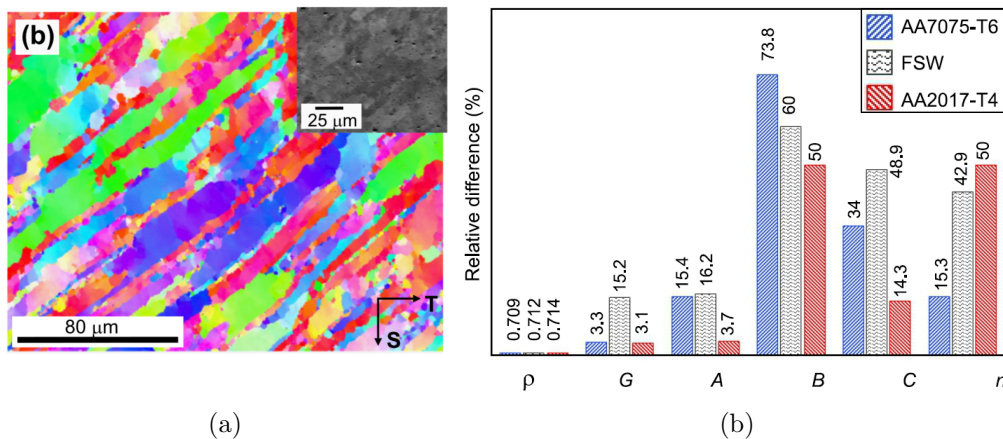 (b)
25 μm
80 μm
T
S
(a)
Relative difference (%)
AA7075-T6
FSW
AA2017-T4
0.709
0.712
0.714
3.3
15.2
3.1
15.4
16.2
3.7
73.8
60
50
34
48.9
14.3
15.3
42.9
50
ρ G A B C n
(b)